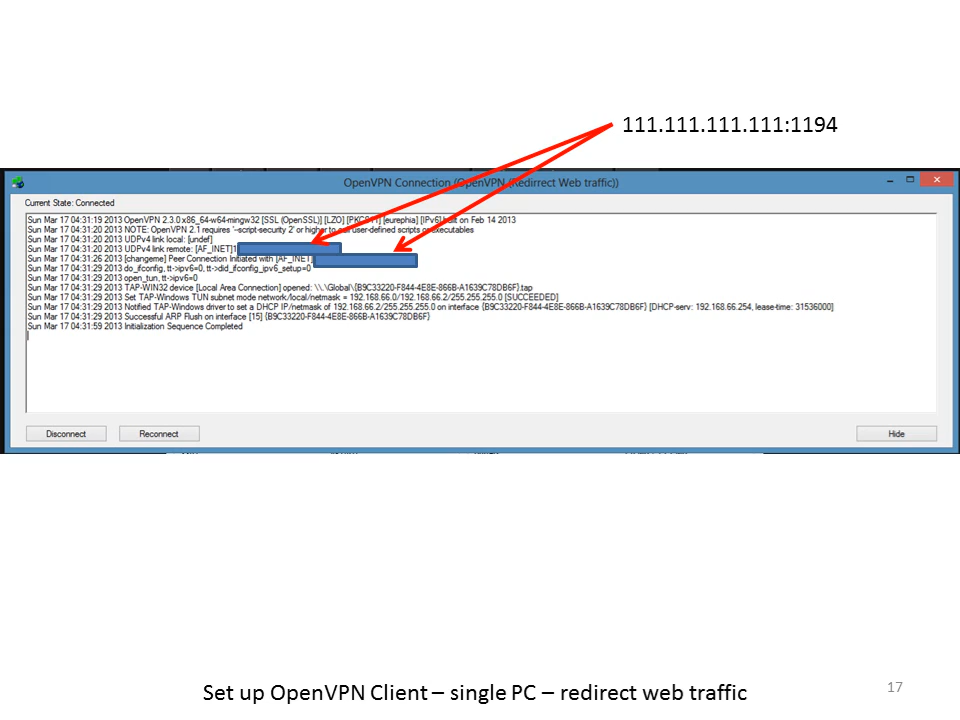 111.111.111.111:1194
OpenVPN Connection (OpenVPN (Redirrect Web traffic))
Current State: Connected
Sun Mar 17 04:31:19 2013 OpenVPN 2.3.0 x86_64-w64-mingw32 [SSL (OpenSSL)] [LZO] [PKCS11] [eurephia] [IPv6] built on Feb 14 2013
Sun Mar 17 04:31:20 2013 NOTE: OpenVPN 2.1 requires '--script-security 2' or higher to call user-defined scripts or executables
Sun Mar 17 04:31:20 2013 UDPv4 link local: [undef]
Sun Mar 17 04:31:20 2013 UDPv4 link remote: [AF_INET]1
Sun Mar 17 04:31:26 2013 [changeme] Peer Connection Initiated with [AF_INET]
Sun Mar 17 04:31:29 2013 do_ifconfig, tt->ipv6=0, tt->did_ifconfig_ipv6_setup=0
Sun Mar 17 04:31:29 2013 open_tun, tt->ipv6=0
Sun Mar 17 04:31:29 2013 TAP-WIN32 device [Local Area Connection] opened: \\.\Global\{B9C33220-F844-4E8E-866B-A1639C78DB6F}.tap
Sun Mar 17 04:31:29 2013 Set TAP-Windows TUN subnet mode network/local/netmask = 192.168.66.0/192.168.66.2/255.255.255.0 [SUCCEEDED]
Sun Mar 17 04:31:29 2013 Notified TAP-Windows driver to set a DHCP IP/netmask of 192.168.66.2/255.255.255.0 on interface {B9C33220-F844-4E8E-866B-A1639C78DB6F} [DHCP-serv: 192.168.66.254, lease-time: 31536000]
Sun Mar 17 04:31:29 2013 Successful ARP Flush on interface [15] {B9C33220-F844-4E8E-866B-A1639C78DB6F}
Sun Mar 17 04:31:59 2013 Initialization Sequence Completed
Disconnect
Reconnect
Hide
Set up OpenVPN Client – single PC – redirect web traffic
17